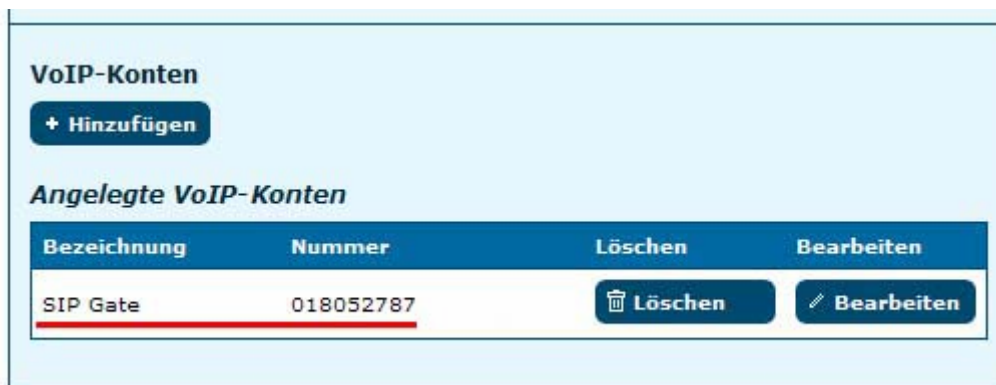 VoIP-Konten
+ Hinzufügen
Angelegte VoIP-Konten
Bezeichnung Nummer Löschen Bearbeiten
SIP Gate 018052787 Löschen Bearbeiten